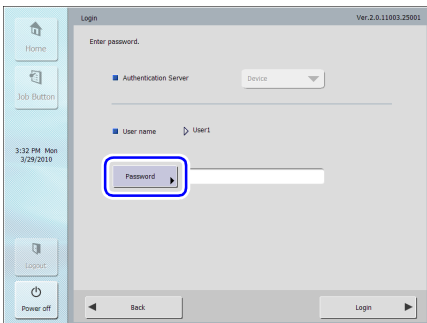 Login
Ver.2.0.11003.25001
Home
Job Button
3:32 PM Mon
3/29/2010
Logout
Power off
Enter password.
Authentication Server
Device
User name
User1
Password
Back
Login